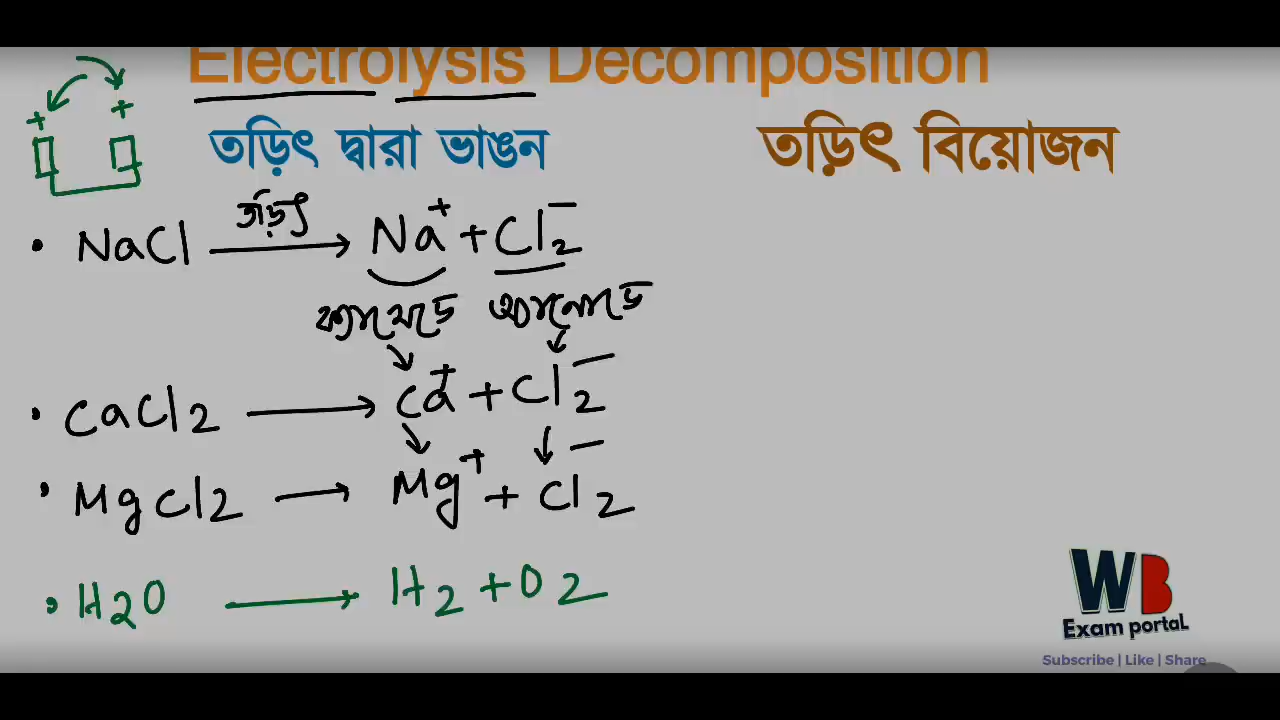 Electrolysis Decomposition
তড়িৎ দ্বারা ভাঙন
তড়িৎ বিয়োজন
+ +
• NaCl তড়িৎ → Na⁺ + Cl₂⁻
ক্যাথোডে অ্যানোডে
• CaCl2 → Ca⁺ + Cl₂⁻
• MgCl2 → Mg⁺ + Cl₂⁻
• H2O → H₂ + O₂
WB
Exam portaL
Subscribe | Like | Share